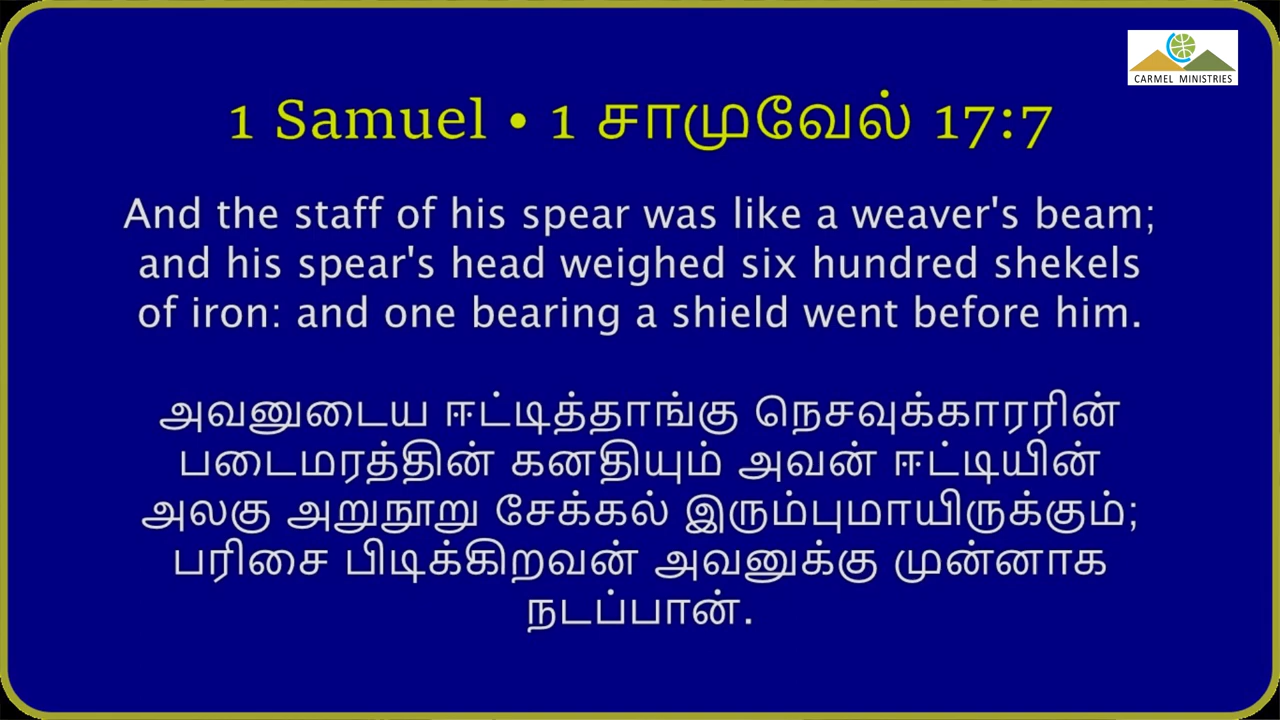 CARMEL MINISTRIES
1 Samuel • 1 சாமுவேல் 17:7
And the staff of his spear was like a weaver's beam;
and his spear's head weighed six hundred shekels
of iron: and one bearing a shield went before him.
அவனுடைய ஈட்டித்தாங்கு நெசவுக்காரரின்
படைமரத்தின் கனதியும் அவன் ஈட்டியின்
அலகு அறுநூறு சேக்கல் இரும்புமாயிருக்கும்;
பரிசை பிடிக்கிறவன் அவனுக்கு முன்னாக
நடப்பான்.